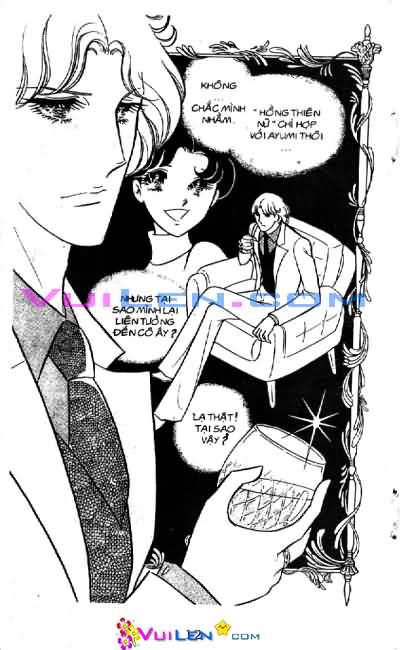 KHÔNG
...
CHẮC MÌNH
NHẦM.
"HỒNG THIÊN
NỮ" CHỈ HỢP
VỚI AYUMI THÔI
...
VuiLen.com
NHƯNG TẠI
SAO MÌNH LẠI
LIÊN TƯỞNG
ĐẾN CÔ ẤY?
LẠ THẬT!
TẠI SAO
VẬY?
12
VuiLen.com